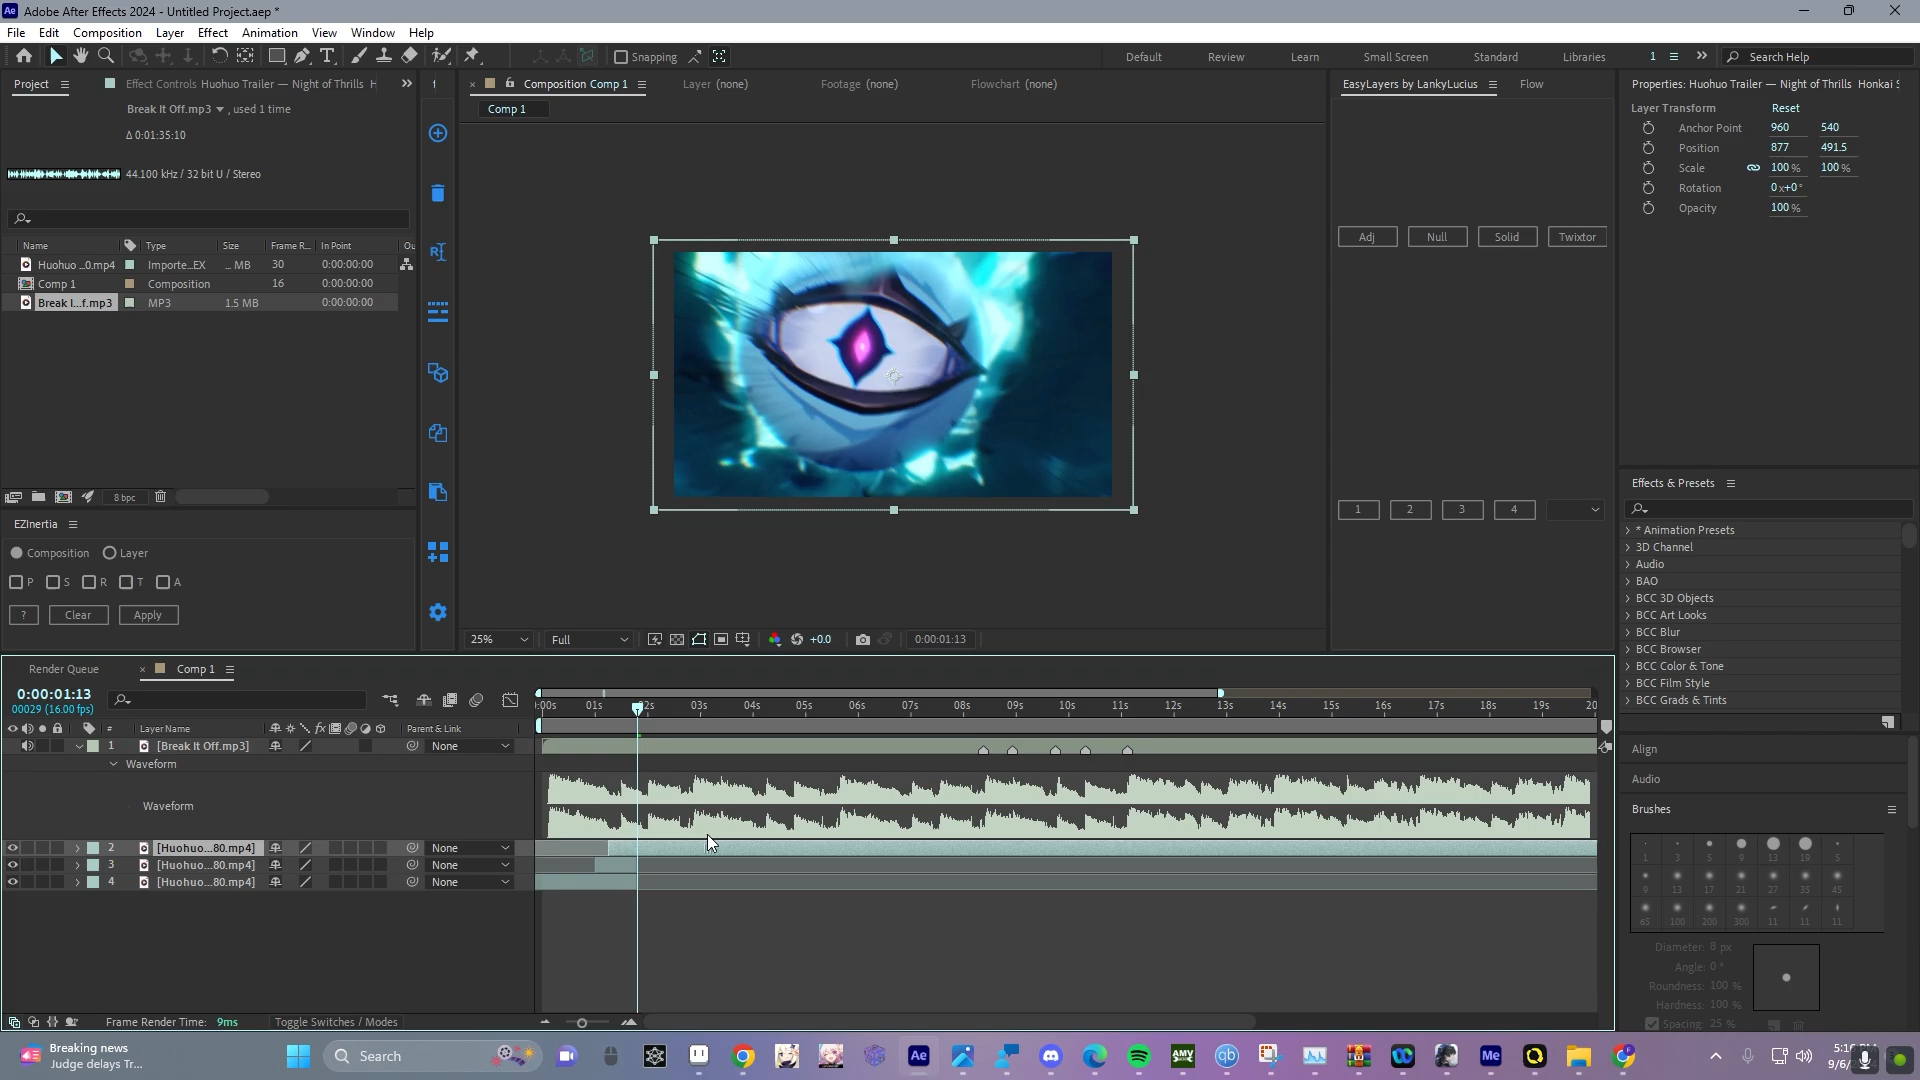 Adobe After Effects 2024 - Untitled Project.aep *
File Edit Composition Layer Effect Animation View Window Help
Snapping Default Review Learn Small Screen Standard Libraries 1 Search Help
Project Effect Controls Huohuo Trailer — Night of Thrills H
Break It Off.mp3 , used 1 time
Δ 0:01:35:10
44.100 kHz / 32 bit U / Stereo
Name Type Size Frame R... In Point Ou
Huohuo ...0.mp4 Importe...EX ... MB 30 0:00:00:00
Comp 1 Composition 16 0:00:00:00
Break I...f.mp3 MP3 1.5 MB 0:00:00:00
8 bpc
EZInertia
Composition Layer
P S R T A
? Clear Apply
Composition Comp 1 Layer (none) Footage (none) Flowchart (none)
Comp 1
25% Full +0.0 0:00:01:13
EasyLayers by LankyLucius Flow
Adj Null Solid Twixtor
1 2 3 4
Properties: Huohuo Trailer — Night of Thrills Honkai S
Layer Transform Reset
Anchor Point 960 540
Position 877 491.5
Scale 100 % 100 %
Rotation 0x+0°
Opacity 100 %
Effects & Presets
* Animation Presets
3D Channel
Audio
BAO
BCC 3D Objects
BCC Art Looks
BCC Blur
BCC Browser
BCC Color & Tone
BCC Film Style
BCC Grads & Tints
Align
Audio
Brushes
1 3 5 9 13 19 5
9 13 17 21 27 35 45
65 100 200 300 11 11 11
Diameter: 8 px
Angle: 0 °
Roundness: 100 %
Hardness: 100 %
Spacing: 25 %
Render Queue Comp 1
0:00:01:13
00029 (16.00 fps)
:00s 01s 02s 03s 04s 05s 06s 07s 08s 09s 10s 11s 12s 13s 14s 15s 16s 17s 18s 19s 20
# Layer Name fx Parent & Link
1 [Break It Off.mp3] None
Waveform
Waveform
2 [Huohuo...80.mp4] None
3 [Huohuo...80.mp4] None
4 [Huohuo...80.mp4] None
Frame Render Time: 9ms Toggle Switches / Modes
Breaking news
Judge delays Tr...
Search
Ae
AMV
qb
Me